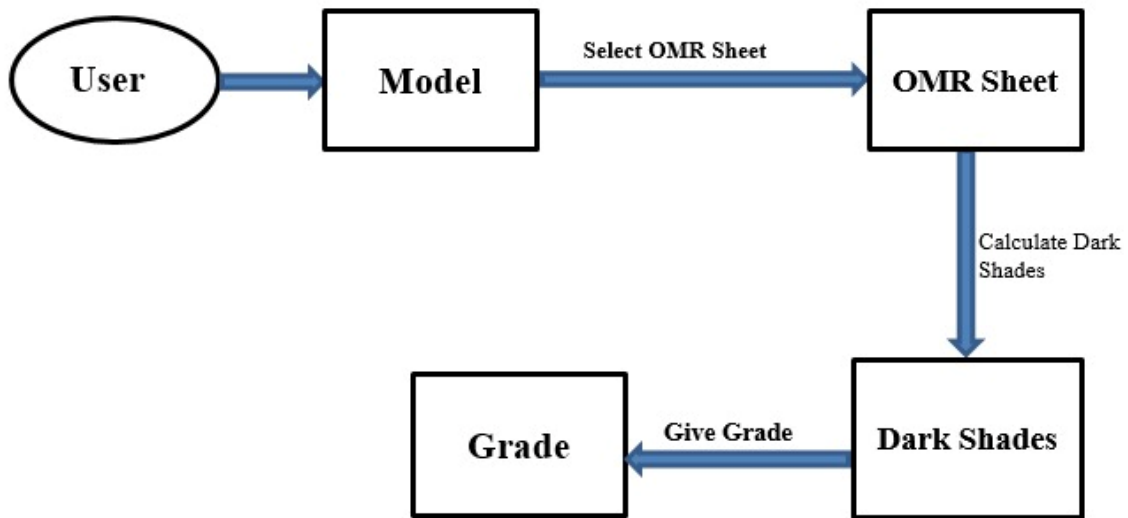 User
Model
Select OMR Sheet
OMR Sheet
Calculate Dark
Shades
Dark Shades
Give Grade
Grade